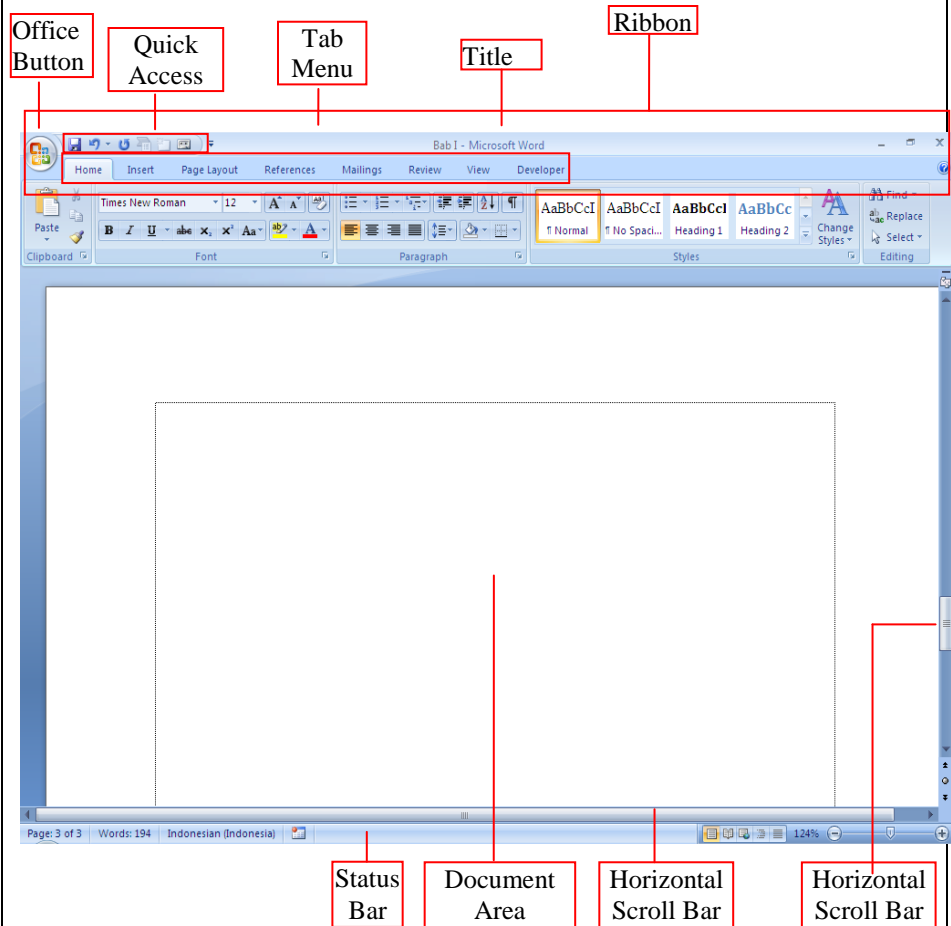 Office
Button
Quick
Access
Tab
Menu
Title
Ribbon
Bab I - Microsoft Word
Home Insert Page Layout References Mailings Review View Developer
Times New Roman 12
Paste
AaBbCcI AaBbCcI AaBbCcI AaBbCc
¶ Normal ¶ No Spaci... Heading 1 Heading 2
Change
Styles
Find
Replace
Select
Clipboard Font Paragraph Styles Editing
Page: 3 of 3 Words: 194 Indonesian (Indonesia) 124%
Status
Bar
Document
Area
Horizontal
Scroll Bar
Horizontal
Scroll Bar